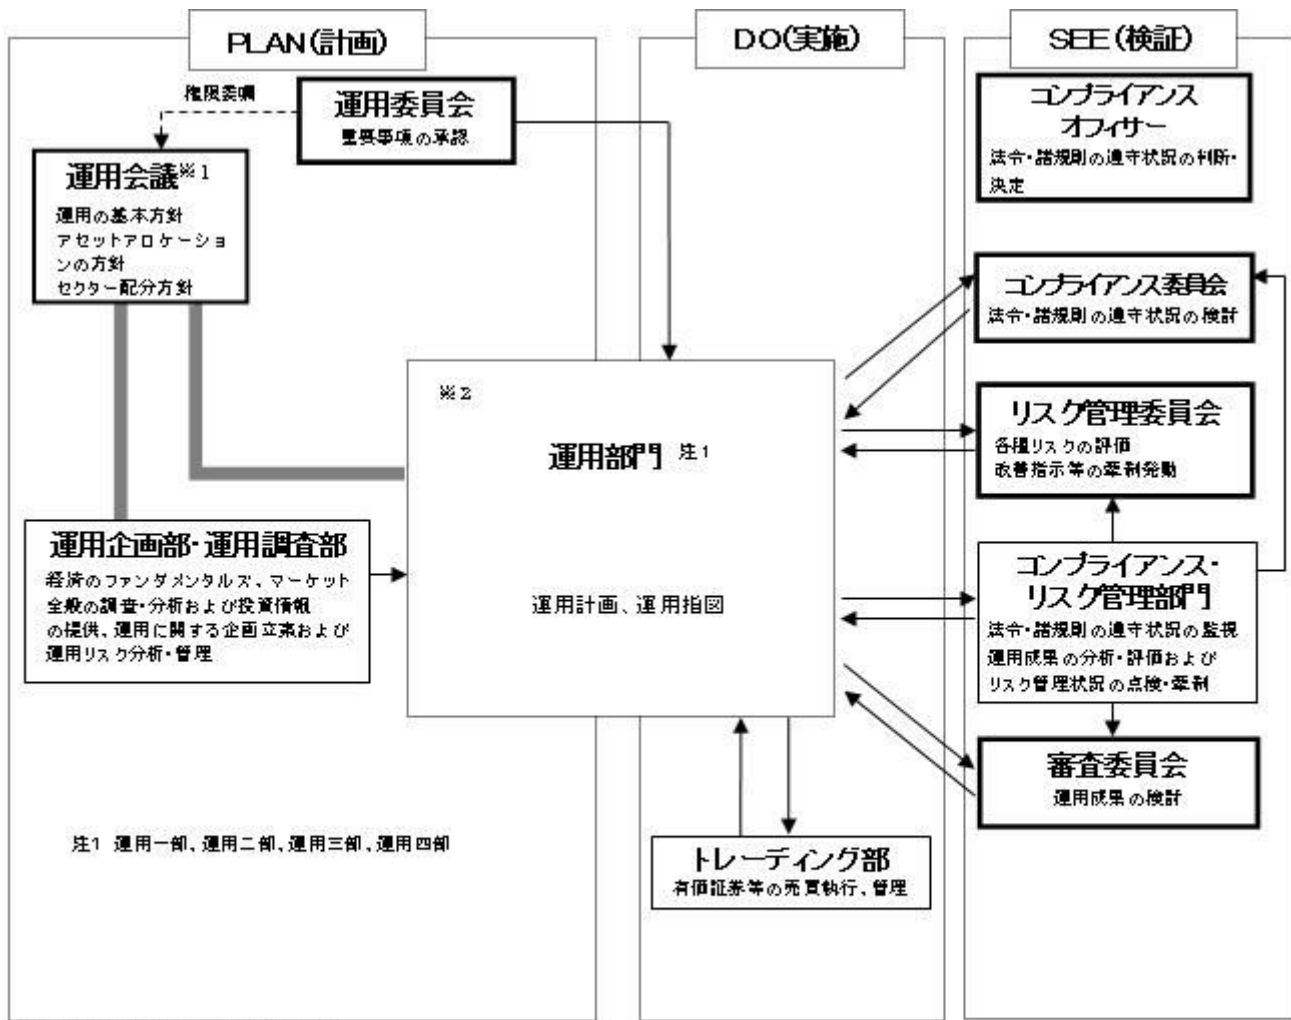 PLAN(計画)
権限委嘱
運用委員会
重要事項の承認
運用会議※1
運用の基本方針
アセットアロケーショ
ンの方針
セクター配分方針
運用企画部・運用調査部
経済のファンダメンタルズ、マーケット
全般の調査・分析および投資情報
の提供、運用に関する企画立案および
運用リスク分析・管理
注1 運用一部、運用二部、運用三部、運用四部
DO(実施)
※2
運用部門 注1
運用計画、運用指図
トレーディング部
有価証券等の売買執行、管理
SEE(検証)
コンプライアンス
オフィサー
法令・諸規則の遵守状況の判断・
決定
コンプライアンス委員会
法令・諸規則の遵守状況の検討
リスク管理委員会
各種リスクの評価
改善指示等の牽制発動
コンプライアンス・
リスク管理部門
法令・諸規則の遵守状況の監視
運用成果の分析・評価および
リスク管理状況の点検・牽制
審査委員会
運用成果の検討